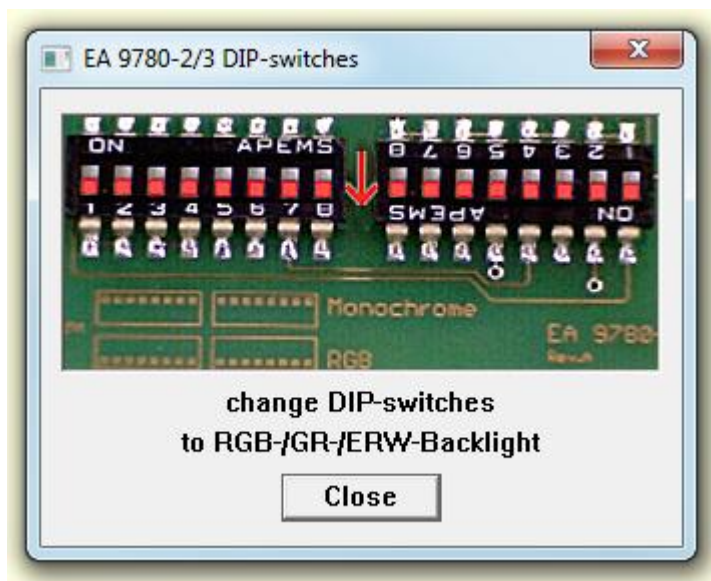 EA 9780-2/3 DIP-switches
ON APEMS
1 2 3 4 5 6 7 8
8 7 6 5 4 3 2 1
APEMS ON
Monochrome
EA 9780-
RGB
Rev.A
change DIP-switches
to RGB-/GR-/ERW-Backlight
Close